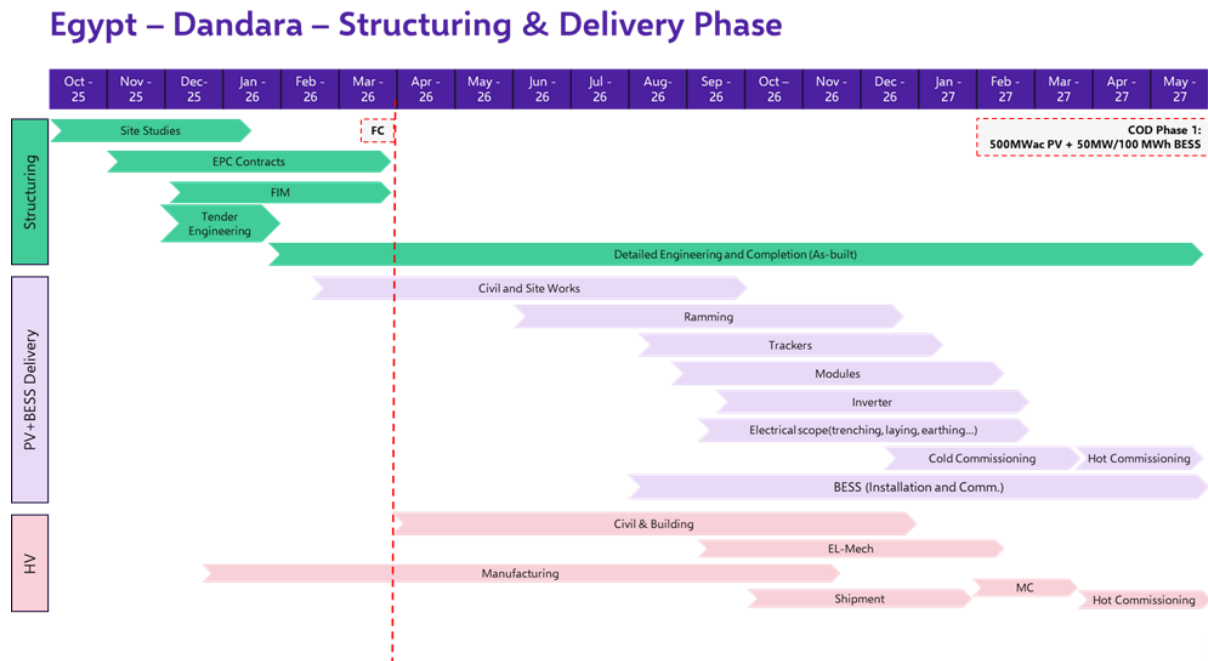 Egypt – Dandara – Structuring & Delivery Phase
Oct -
25
Nov -
25
Dec-
25
Jan -
26
Feb -
26
Mar -
26
Apr -
26
May -
26
Jun -
26
Jul -
26
Aug-
26
Sep -
26
Oct –
26
Nov -
26
Dec -
26
Jan -
27
Feb -
27
Mar -
27
Apr -
27
May -
27
Structuring
Site Studies
FC
COD Phase 1:
500MWac PV + 50MW/100 MWh BESS
EPC Contracts
FIM
Tender
Engineering
Detailed Engineering and Completion (As-built)
PV+BESS Delivery
Civil and Site Works
Ramming
Trackers
Modules
Inverter
Electrical scope(trenching, laying, earthing...)
Cold Commissioning
Hot Commissioning
BESS (Installation and Comm.)
HV
Civil & Building
EL-Mech
Manufacturing
MC
Shipment
Hot Commissioning